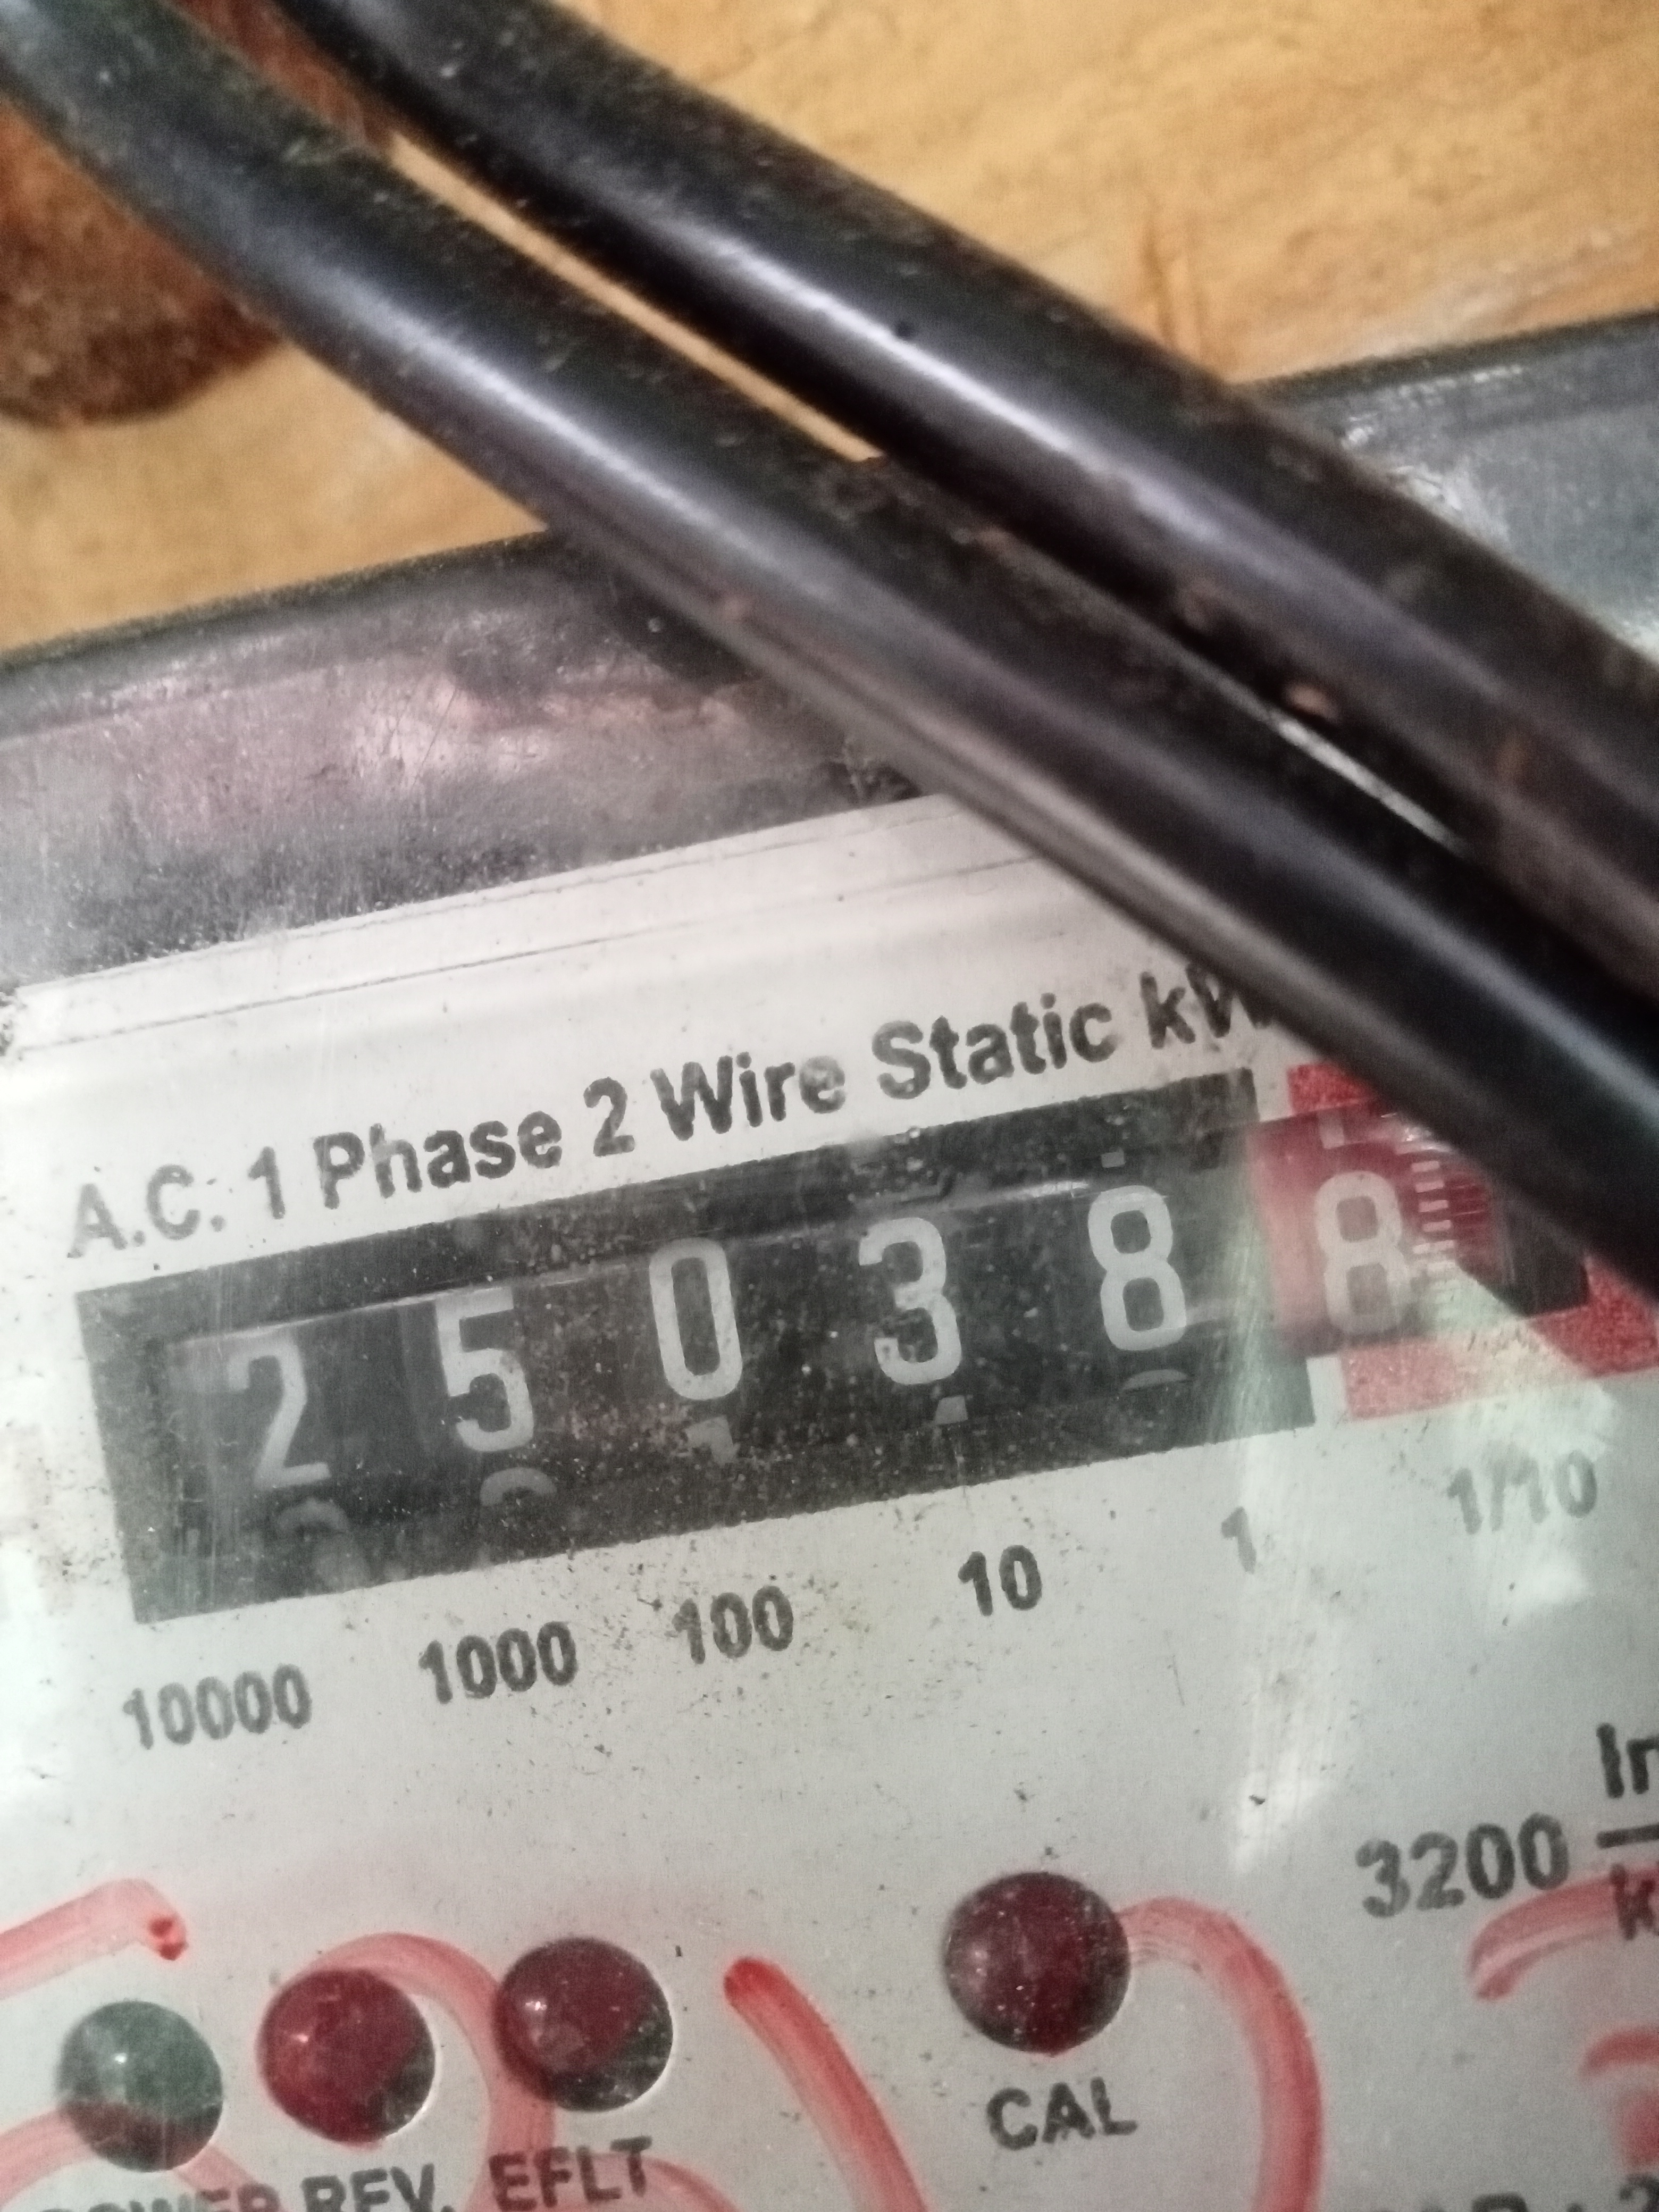 A.C. 1 Phase 2 Wire Static
2 5 0 3 8 8
10000 1000 100 10 1 1/10
3200
CAL
REV. EFLT